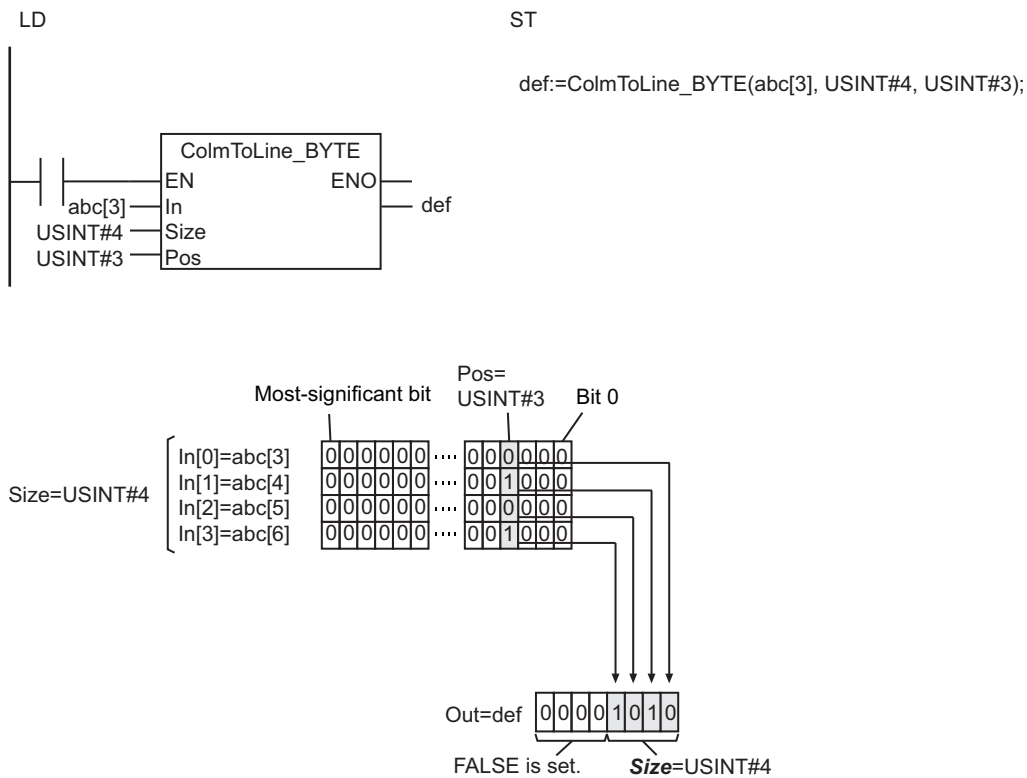 LD
ST
def:=ColmToLine_BYTE(abc[3], USINT#4, USINT#3);
ColmToLine_BYTE
EN ENO
abc[3] In def
USINT#4 Size
USINT#3 Pos
Pos=
USINT#3
Most-significant bit
Bit 0
Size=USINT#4
In[0]=abc[3] 0 0 0 0 0 0 0 0 0 0 0 0
In[1]=abc[4] 0 0 0 0 0 0 0 0 1 0 0 0
In[2]=abc[5] 0 0 0 0 0 0 0 0 0 0 0 0
In[3]=abc[6] 0 0 0 0 0 0 0 0 1 0 0 0
Out=def 0 0 0 0 1 0 1 0
FALSE is set. Size=USINT#4